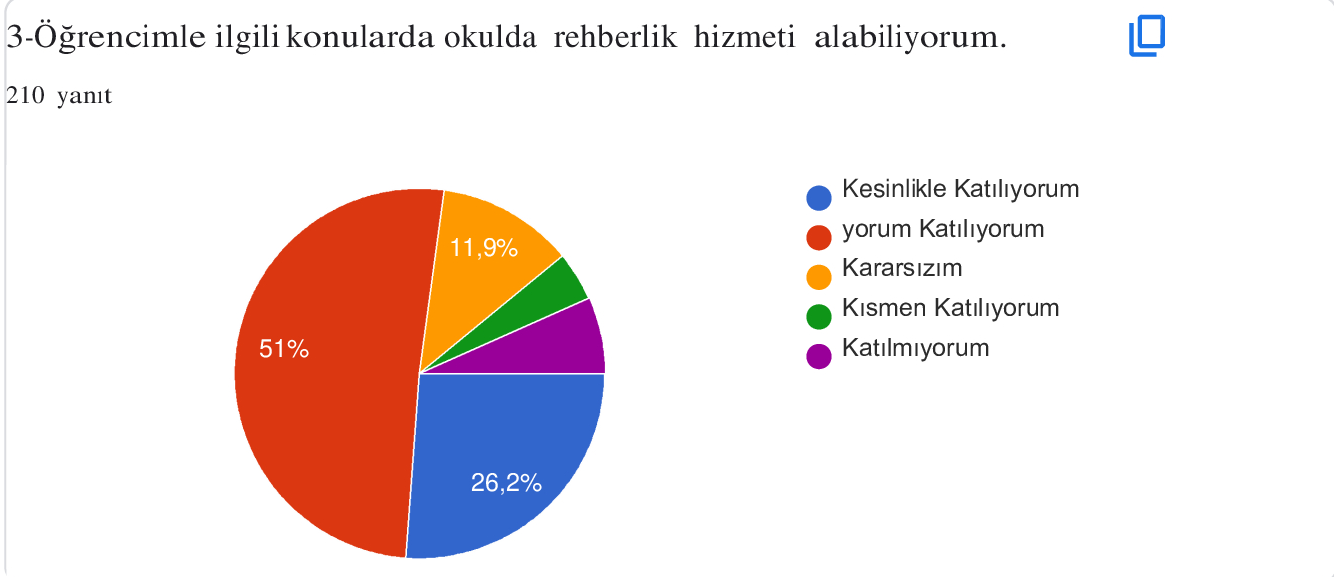 3-Öğrencimle ilgili konularda okulda rehberlik hizmeti alabiliyorum.
210 yanıt
Kesinlikle Katılıyorum
yorum Katılıyorum
Kararsızım
Kısmen Katılıyorum
Katılmıyorum
11,9%
51%
26,2%